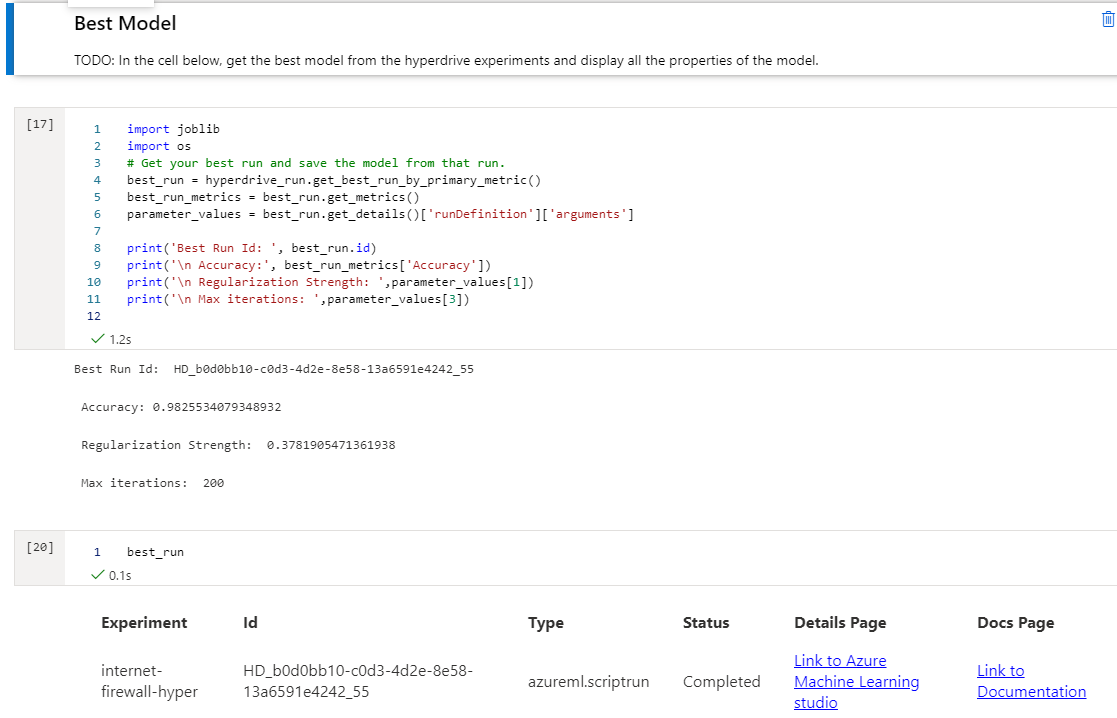 Best Model
TODO: In the cell below, get the best model from the hyperdrive experiments and display all the properties of the model.
[17]
1 import joblib
2 import os
3 # Get your best run and save the model from that run.
4 best_run = hyperdrive_run.get_best_run_by_primary_metric()
5 best_run_metrics = best_run.get_metrics()
6 parameter_values = best_run.get_details()['runDefinition']['arguments']
7
8 print('Best Run Id: ', best_run.id)
9 print('\n Accuracy:', best_run_metrics['Accuracy'])
10 print('\n Regularization Strength: ',parameter_values[1])
11 print('\n Max iterations: ',parameter_values[3])
12
1.2s
Best Run Id:  HD_b0d0bb10-c0d3-4d2e-8e58-13a6591e4242_55
Accuracy: 0.9825534079348932
Regularization Strength:  0.3781905471361938
Max iterations:  200
[20]
1 best_run
0.1s
Experiment Id Type Status Details Page Docs Page
internet-
firewall-hyper
HD_b0d0bb10-c0d3-4d2e-8e58-
13a6591e4242_55
azureml.scriptrun
Completed
Link to Azure
Machine Learning
studio
Link to
Documentation